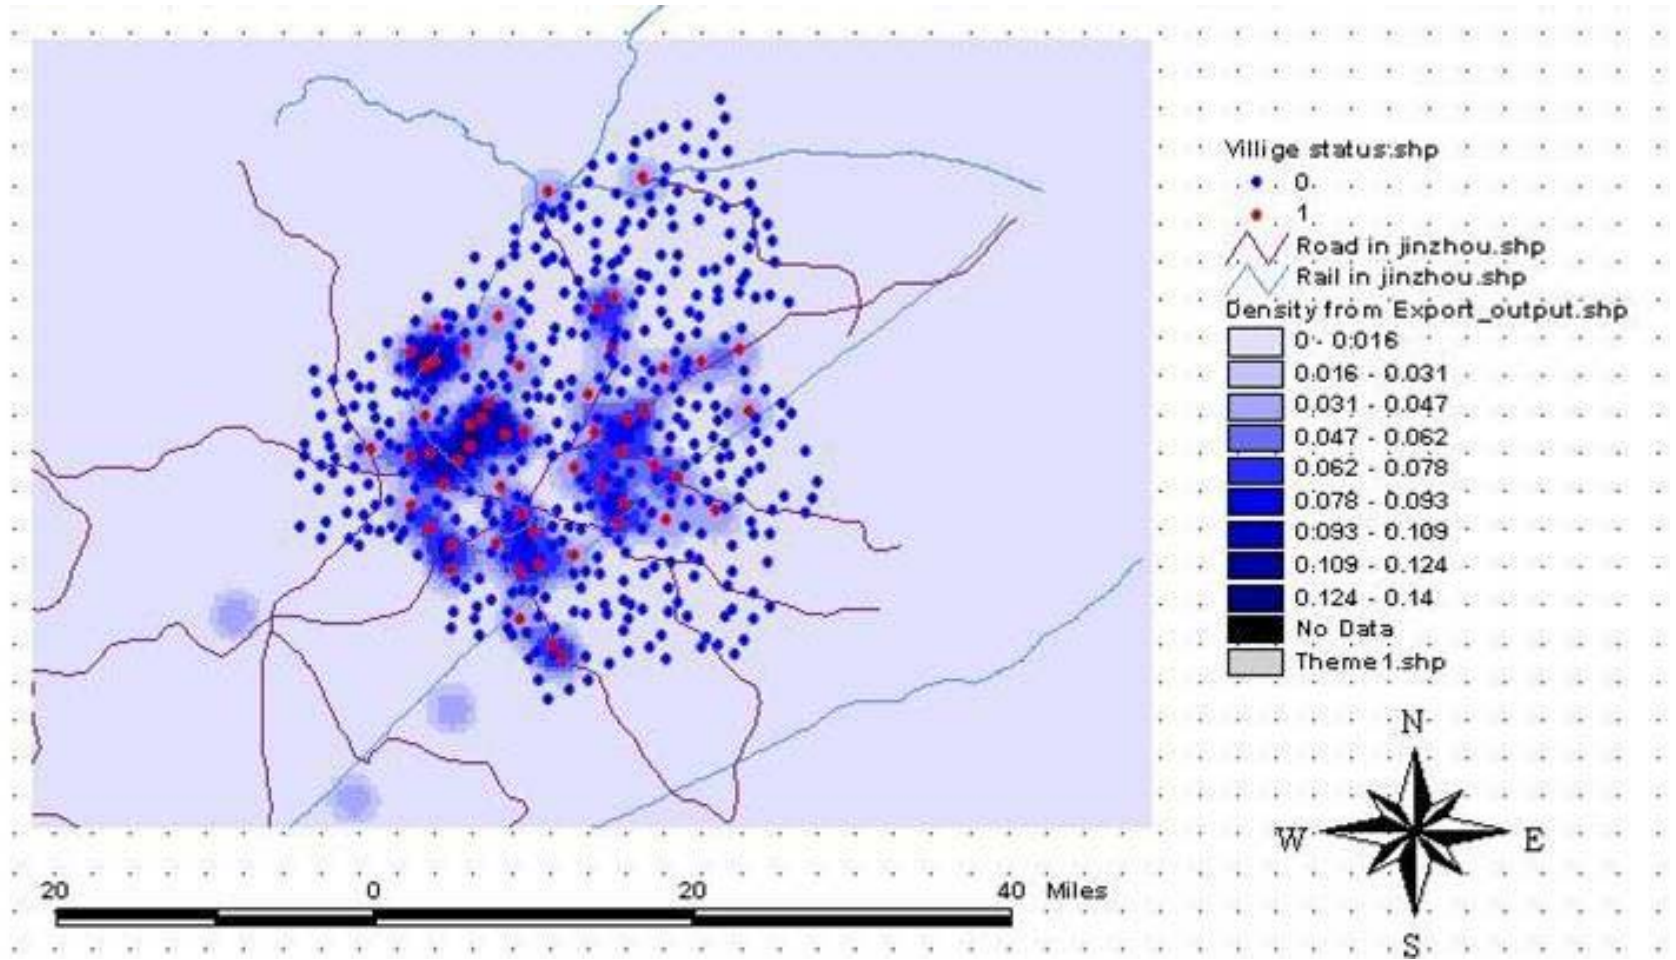 Villige status.shp
0
1
Road in jinzhou.shp
Rail in jinzhou.shp
Density from Export_output.shp
0 - 0.016
0.016 - 0.031
0.031 - 0.047
0.047 - 0.062
0.062 - 0.078
0.078 - 0.093
0.093 - 0.109
0.109 - 0.124
0.124 - 0.14
No Data
Theme1.shp
N
W E
S
20 0 20 40 Miles